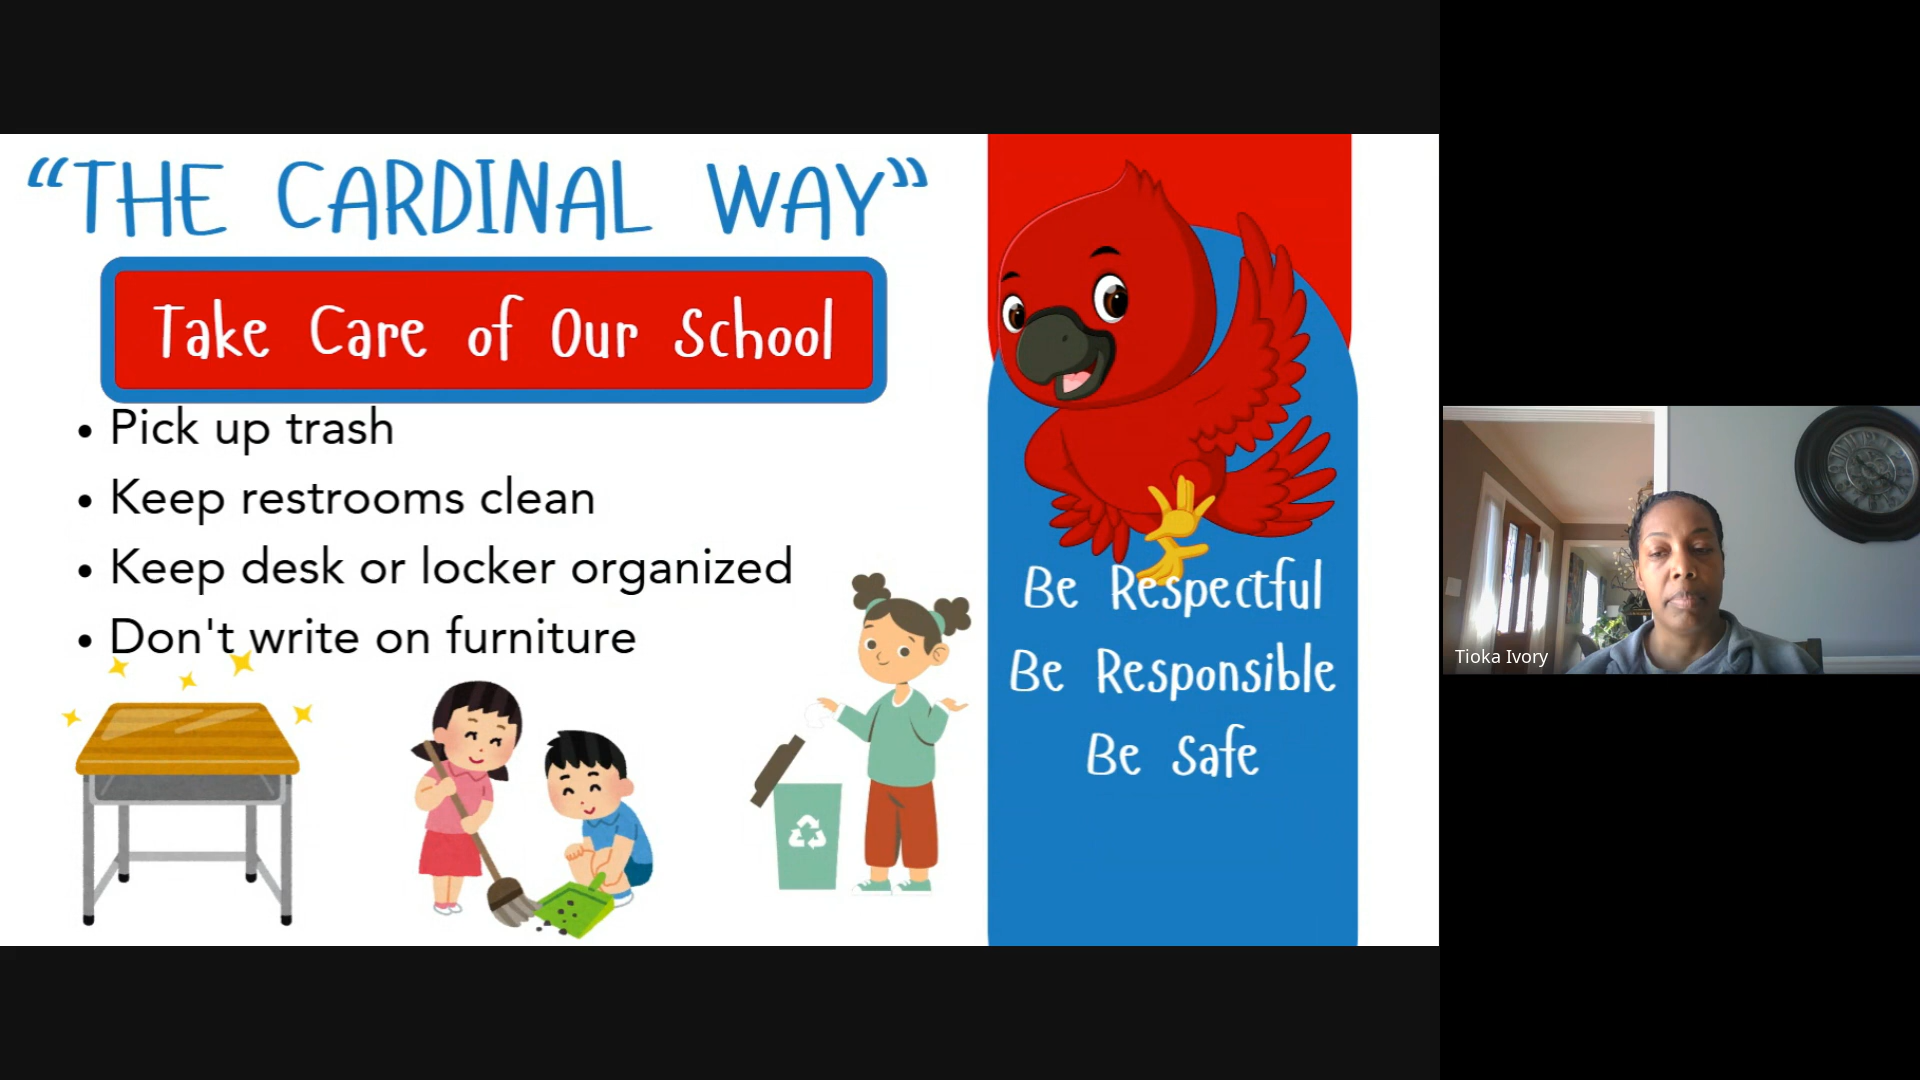 “THE CARDINAL WAY”
Take Care of Our School
• Pick up trash
• Keep restrooms clean
• Keep desk or locker organized
• Don't write on furniture
Be Respectful
Be Responsible
Be Safe
Tioka Ivory